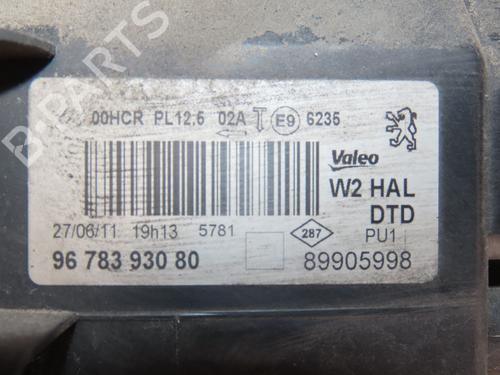 00HCR PL12,5 02A T E9 6235
Valeo
W2 HAL
DTD
27/06/11 19h13 5781 287 PU1
96 783 930 80 89905998
B-PARTS